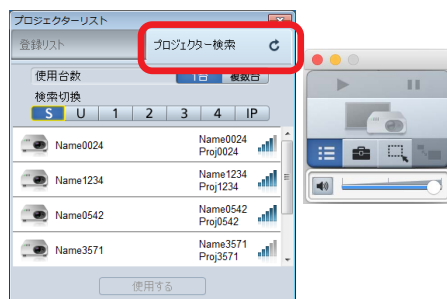 プロジェクターリスト
登録リスト
プロジェクター検索
使用台数
1台 複数台
検索切換
S U 1 2 3 4 IP
Name0024
Name0024
Proj0024
Name1234
Name1234
Proj1234
Name0542
Name0542
Proj0542
Name3571
Name3571
Proj3571
使用する